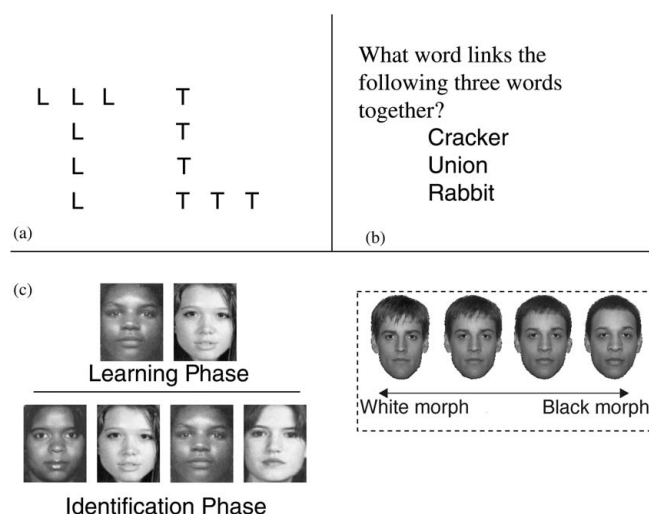 L L L T
L T
L T
L T T T
(a)
What word links the
following three words
together?
Cracker
Union
Rabbit
(b)
(c)
Learning Phase
Identification Phase
White morph Black morph